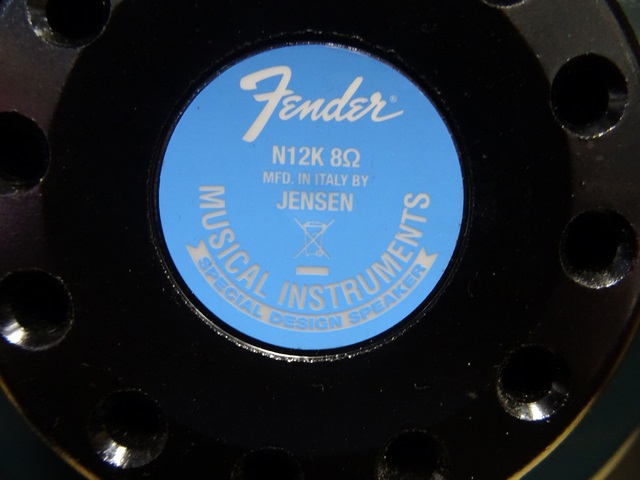 Fender®
N12K 8Ω
MFD. IN ITALY BY
JENSEN
MUSICAL INSTRUMENTS
SPECIAL DESIGN SPEAKER